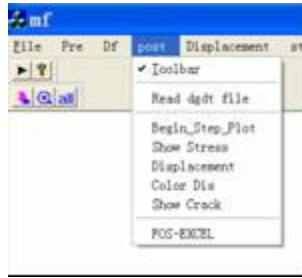 mf
File Pre Df post Displacement
Toolbar
all
Read dgdt file
Begin_Step_Plot
Show Stress
Displacement
Color Dis
Show Crack
POS-EXCEL